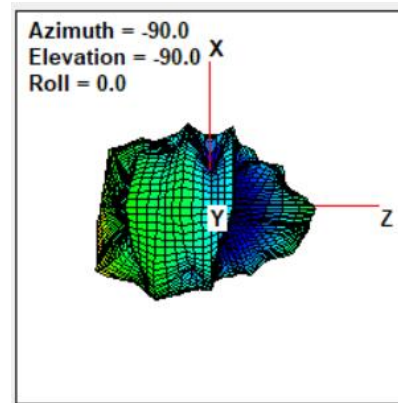 Azimuth = -90.0
Elevation = -90.0
Roll = 0.0
X
Y
Z